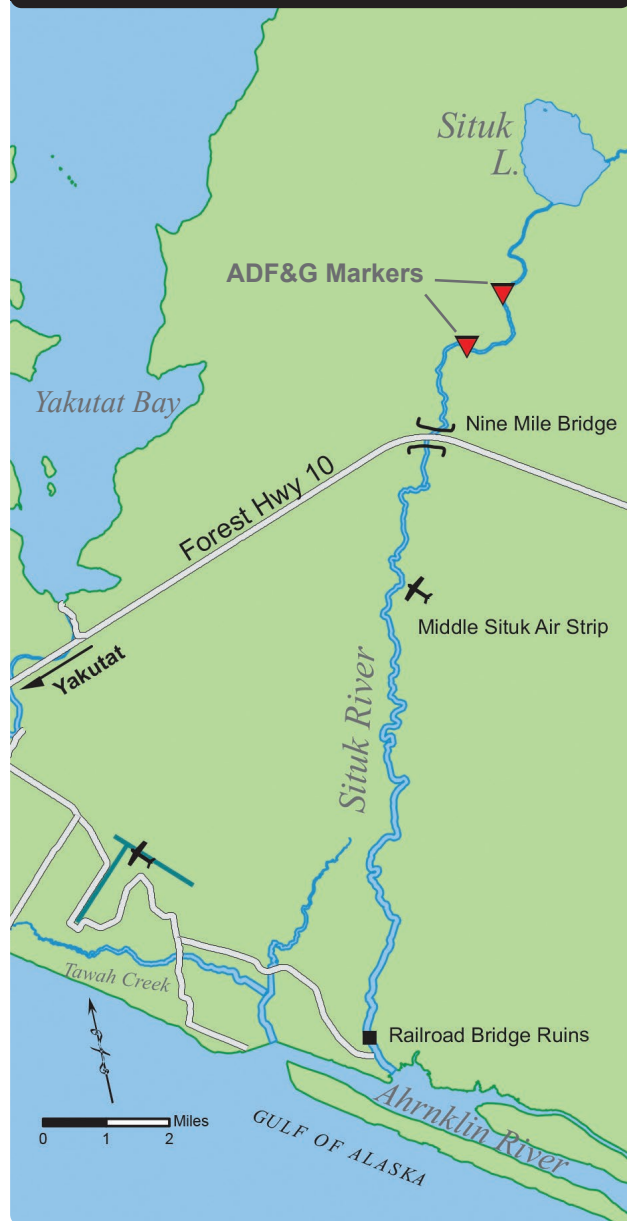 Situk
L.
ADF&G Markers
Yakutat Bay
Nine Mile Bridge
Forest Hwy 10
Middle Situk Air Strip
Yakutat
Situk River
Tawah Creek
Railroad Bridge Ruins
Ahrnklin River
Miles
0 1 2
GULF OF ALASKA